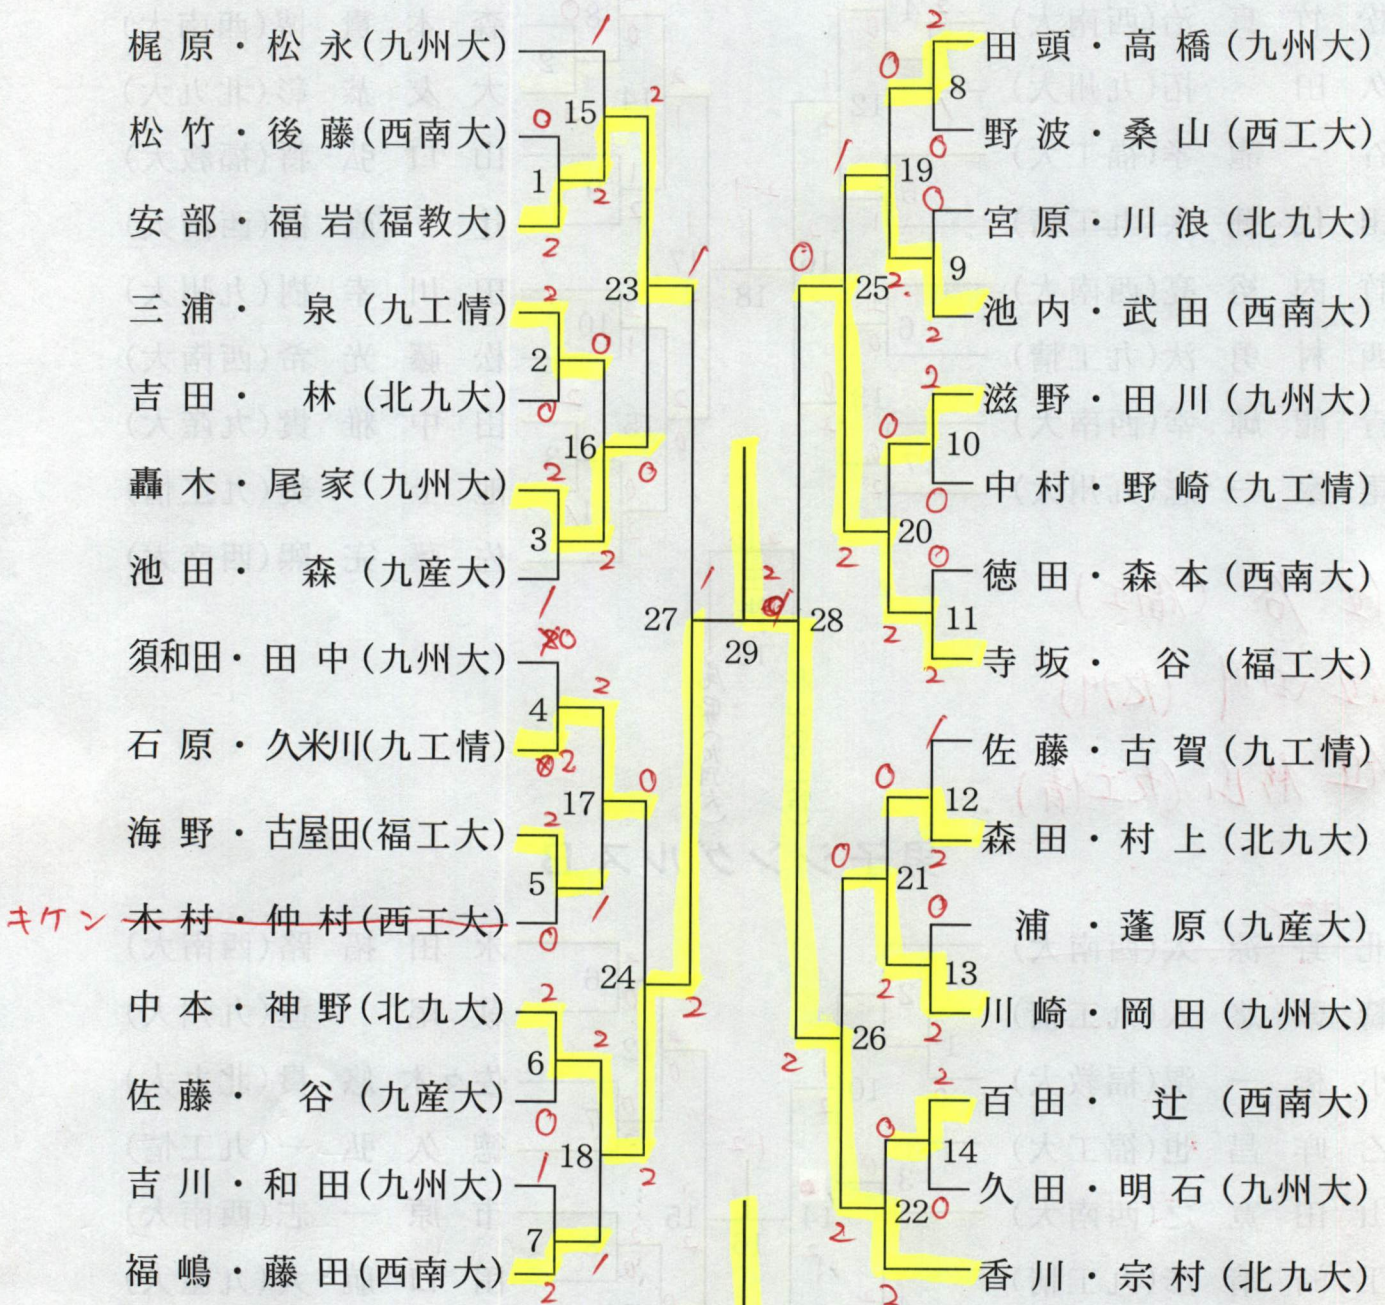 梶原・松永(九州大)
松竹・後藤(西南大)
安部・福岩(福教大)
三浦・泉(九工情)
吉田・林(北九大)
轟木・尾家(九州大)
池田・森(九産大)
須和田・田中(九州大)
石原・久米川(九工情)
海野・古屋田(福工大)
キケン 木村・仲村(西工大)
中本・神野(北九大)
佐藤・谷(九産大)
吉川・和田(九州大)
福嶋・藤田(西南大)
1 2 3 4 5 6 7
15 16 17 18
23 24
27 29 28
25 26
19 20 21 22
8 9 10 11 12 13 14
田頭・高橋(九州大)
野波・桑山(西工大)
宮原・川浪(北九大)
池内・武田(西南大)
滋野・田川(九州大)
中村・野崎(九工情)
徳田・森本(西南大)
寺坂・谷(福工大)
佐藤・古賀(九工情)
森田・村上(北九大)
浦・蓬原(九産大)
川崎・岡田(九州大)
百田・辻(西南大)
久田・明石(九州大)
香川・宗村(北九大)